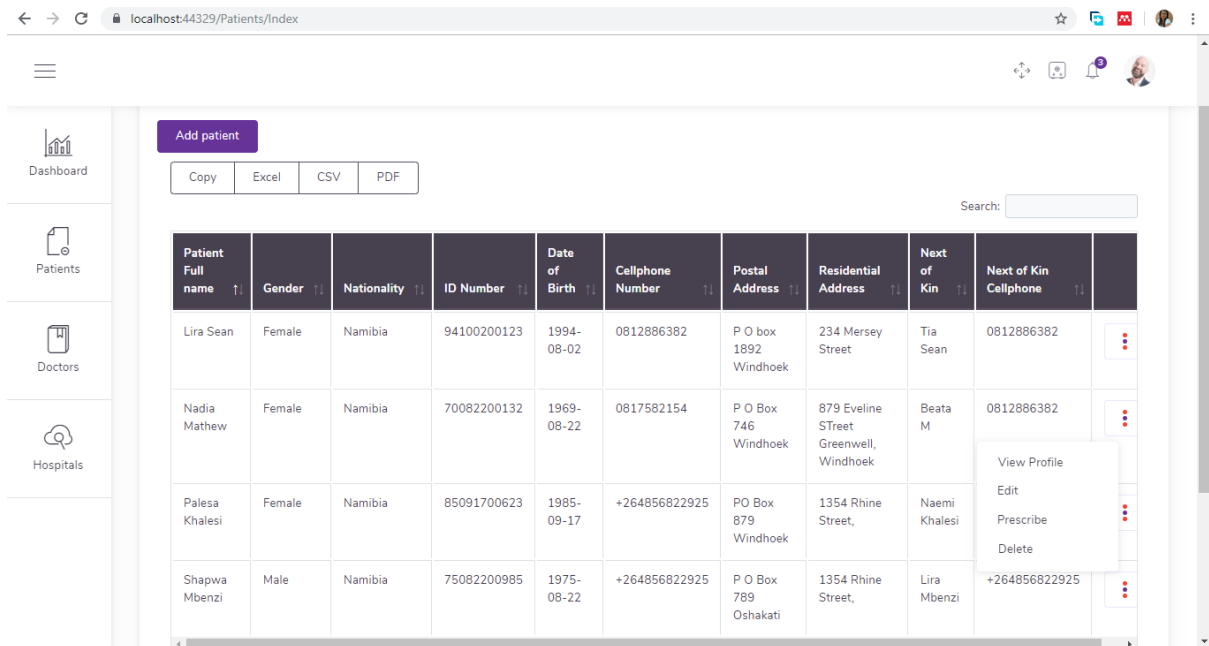 localhost:44329/Patients/Index
3
Dashboard
Patients
Doctors
Hospitals
Add patient
Copy Excel CSV PDF
Search:
Patient
Full
name
Gender
Nationality
ID Number
Date
of
Birth
Cellphone
Number
Postal
Address
Residential
Address
Next
of
Kin
Next of Kin
Cellphone
Lira Sean
Female
Namibia
94100200123
1994-
08-02
0812886382
P O box
1892
Windhoek
234 Mersey
Street
Tia
Sean
0812886382
Nadia
Mathew
Female
Namibia
70082200132
1969-
08-22
0817582154
P O Box
746
Windhoek
879 Eveline
STreet
Greenwell,
Windhoek
Beata
M
0812886382
View Profile
Edit
Prescribe
Delete
Palesa
Khalesi
Female
Namibia
85091700623
1985-
09-17
+264856822925
PO Box
879
Windhoek
1354 Rhine
Street,
Naemi
Khalesi
Shapwa
Mbenzi
Male
Namibia
75082200985
1975-
08-22
+264856822925
P O Box
789
Oshakati
1354 Rhine
Street,
Lira
Mbenzi
+264856822925